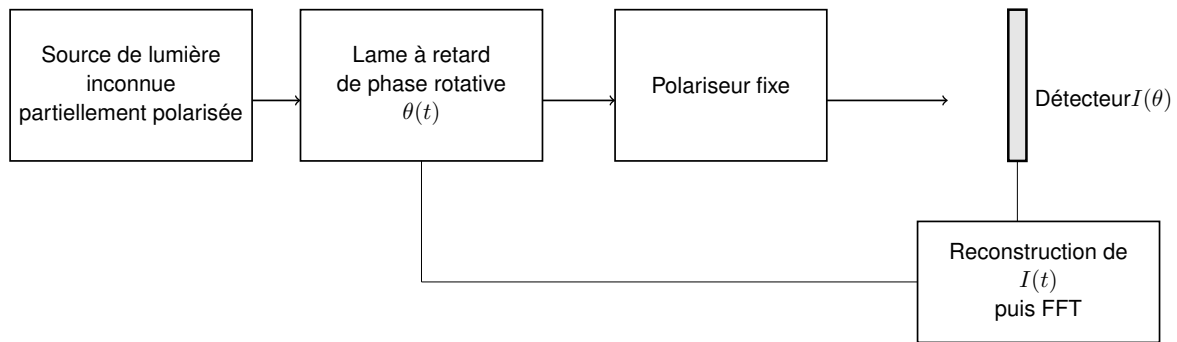 Source de lumière
inconnue
partiellement polarisée
Lame à retard
de phase rotative
θ(t)
Polariseur fixe
DétecteurI(θ)
Reconstruction de
I(t)
puis FFT